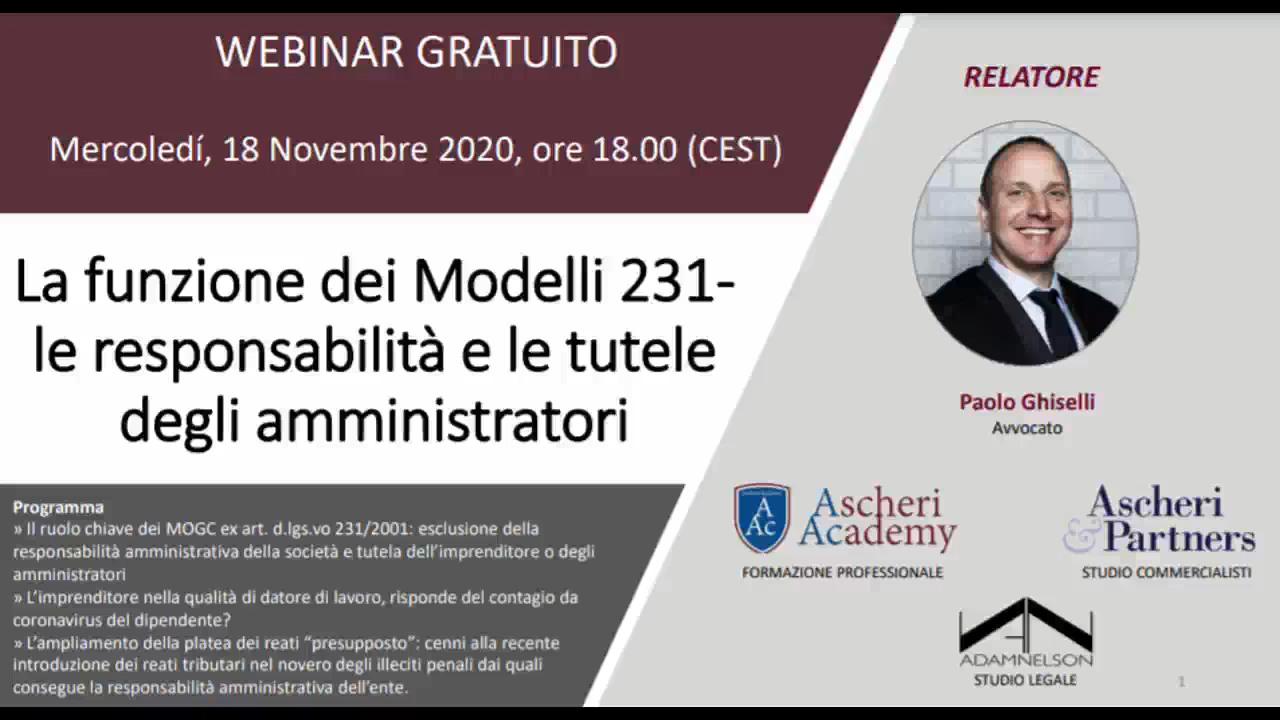 WEBINAR GRATUITO
Mercoledí, 18 Novembre 2020, ore 18.00 (CEST)
La funzione dei Modelli 231-
le responsabilità e le tutele
degli amministratori
Programma
» Il ruolo chiave dei MOGC ex art. d.lgs.vo 231/2001: esclusione della
responsabilità amministrativa della società e tutela dell'imprenditore o degli
amministratori
» L'imprenditore nella qualità di datore di lavoro, risponde del contagio da
coronavirus del dipendente?
» L'ampliamento della platea dei reati "presupposto": cenni alla recente
introduzione dei reati tributari nel novero degli illeciti penali dai quali
consegue la responsabilità amministrativa dell'ente.
RELATORE
Paolo Ghiselli
Avvocato
A
Ac
Ascheri
Academy
FORMAZIONE PROFESSIONALE
Ascheri
& Partners
STUDIO COMMERCIALISTI
ADAMNELSON
STUDIO LEGALE
1